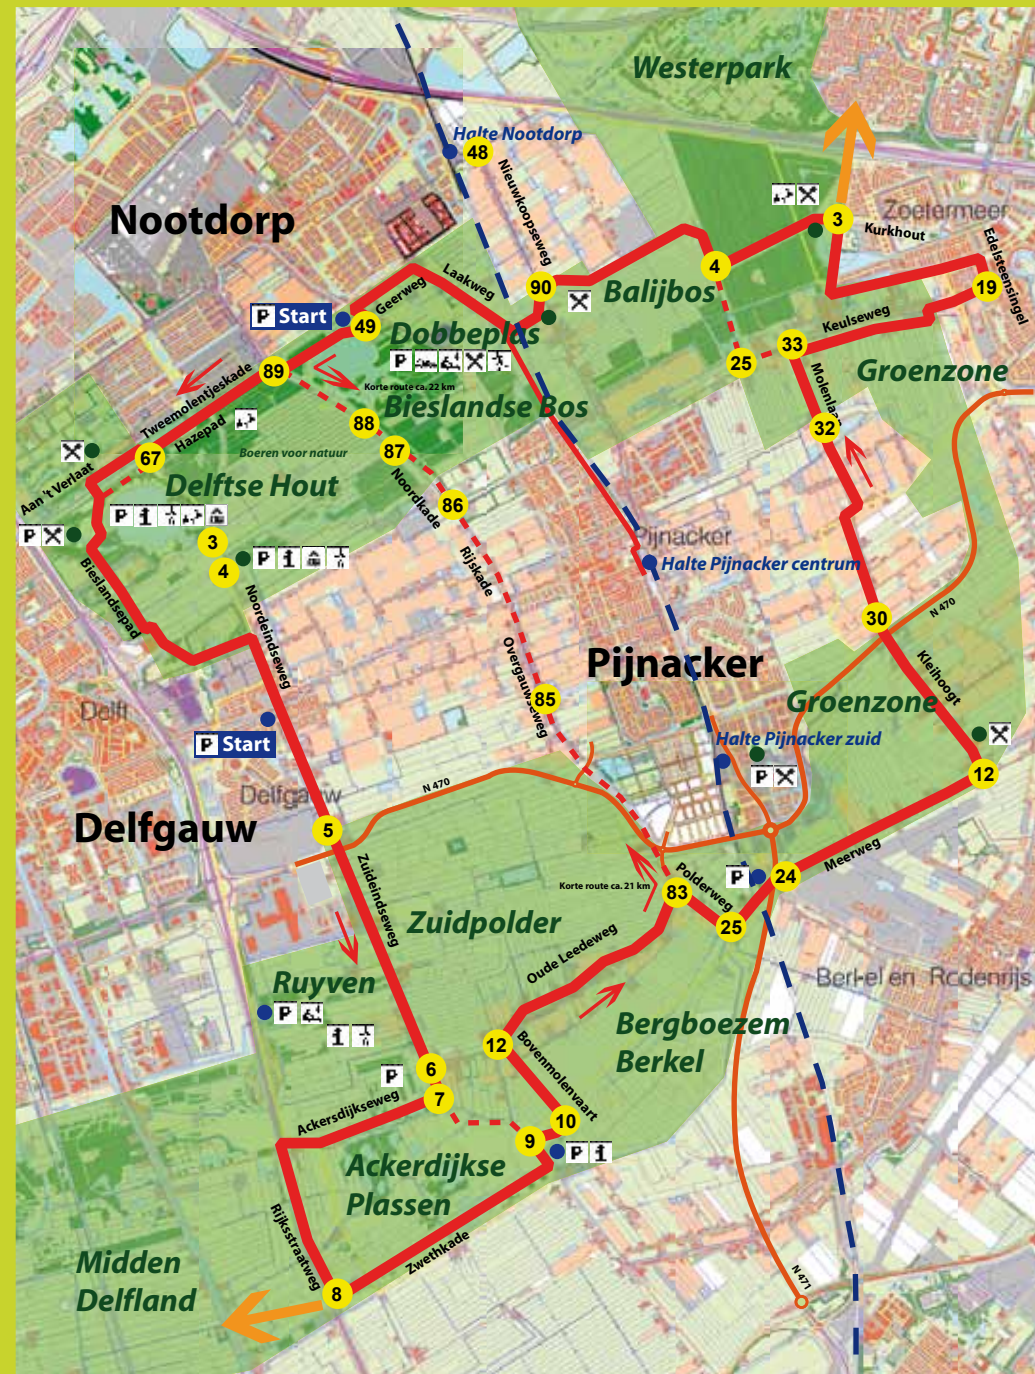 Westerpark
Halte Nootdorp
48
Nieuwkoopseweg
Nootdorp
3
Zoetermeer
Kurkhout
Edelsteensingel
4
19
Laakweg
90
Balijbos
Geerweg
P Start
49
Dobbeplas
P
Keulseweg
33
25
Groenzone
89
Korte route ca. 22 km
Tweemolentjeskade
Hazepad
88
Bieslandse Bos
Molenlaan
32
87
Boeren voor natuur
67
Aan 't Verlaat
Delftse Hout
P i
Noordkade
86
P
3
4
P i
Pijnacker
Halte Pijnacker centrum
Rijskade
Bieslandsepad
Noordeindseweg
30
N 470
Kleihoogt
Overgauwseweg
Pijnacker
85
Groenzone
Delft
P Start
Halte Pijnacker zuid
P
12
Delfgauw
N 470
Delfgauw
5
Meerweg
Zuideindseweg
P
24
Korte route ca. 21 km
83
Polderweg
25
Zuidpolder
Oude Leedeweg
Berkel en Rodenrijs
Ruyven
P
i
Bergboezem
Berkel
12
Bovenmolenvaart
6
P
7
Ackersdijkseweg
10
9
P i
Ackerdijkse
Plassen
Rijksstraatweg
Zwethkade
Midden
Delfland
8
N 471